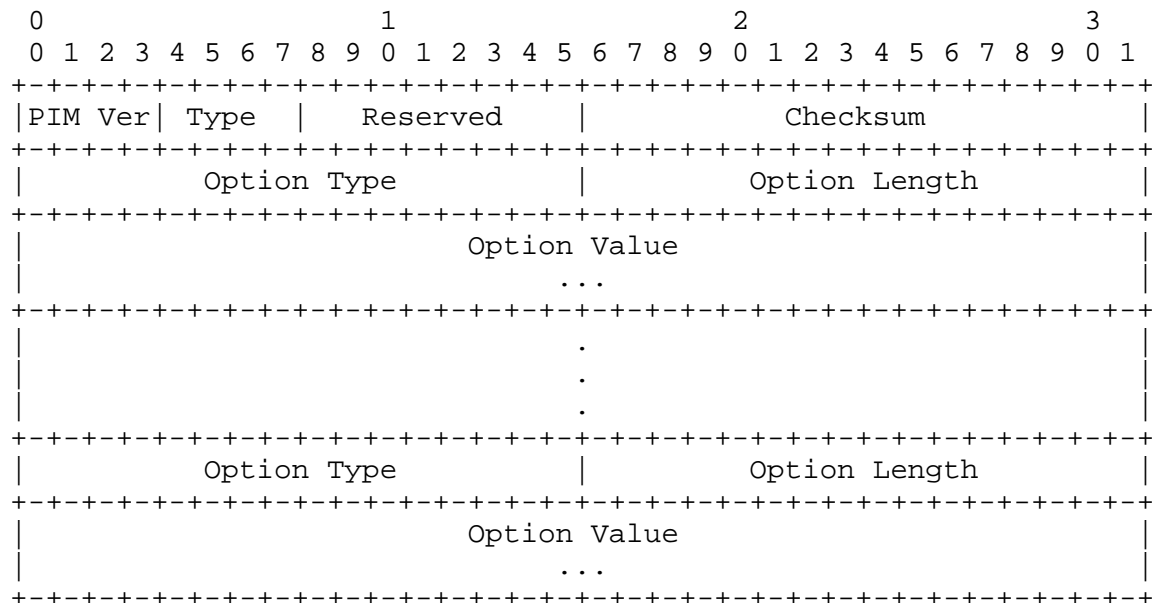 0                   1                   2                   3
 0 1 2 3 4 5 6 7 8 9 0 1 2 3 4 5 6 7 8 9 0 1 2 3 4 5 6 7 8 9 0 1
+-+-+-+-+-+-+-+-+-+-+-+-+-+-+-+-+-+-+-+-+-+-+-+-+-+-+-+-+-+-+-+-+
|PIM Ver| Type  |   Reserved    |           Checksum            |
+-+-+-+-+-+-+-+-+-+-+-+-+-+-+-+-+-+-+-+-+-+-+-+-+-+-+-+-+-+-+-+-+
|          Option Type          |         Option Length         |
+-+-+-+-+-+-+-+-+-+-+-+-+-+-+-+-+-+-+-+-+-+-+-+-+-+-+-+-+-+-+-+-+
|                         Option Value                          |
|                              ...                              |
+-+-+-+-+-+-+-+-+-+-+-+-+-+-+-+-+-+-+-+-+-+-+-+-+-+-+-+-+-+-+-+-+
|                               .                               |
|                               .                               |
|                               .                               |
+-+-+-+-+-+-+-+-+-+-+-+-+-+-+-+-+-+-+-+-+-+-+-+-+-+-+-+-+-+-+-+-+
|          Option Type          |         Option Length         |
+-+-+-+-+-+-+-+-+-+-+-+-+-+-+-+-+-+-+-+-+-+-+-+-+-+-+-+-+-+-+-+-+
|                         Option Value                          |
|                              ...                              |
+-+-+-+-+-+-+-+-+-+-+-+-+-+-+-+-+-+-+-+-+-+-+-+-+-+-+-+-+-+-+-+-+